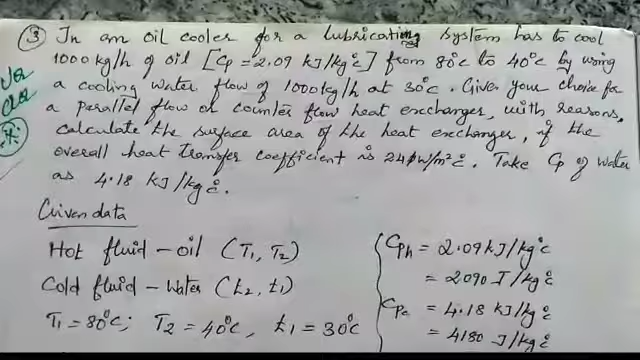 ③ In an oil cooler for a lubricating system has to cool
1000 kg/h of oil [Cp = 2.09 kJ/kg°c] from 80°c to 40°c by using
a cooling water flow of 1000 kg/h at 30°c. Given your choice for
a parallel flow or counter flow heat exchanger, with reasons.
calculate the surface area of the heat exchanger, if the
overall heat transfer coefficient is 24 W/m²°c. Take Cp of water
as 4.18 kJ/kg°c.
Given data
Hot fluid - oil (T1, T2)
Cold fluid - water (t2, t1)
T1 = 80°c; T2 = 40°c, t1 = 30°c
Cph = 2.09 kJ/kg°c
= 2090 J/kg°c
Cpc = 4.18 kJ/kg°c
= 4180 J/kg°c